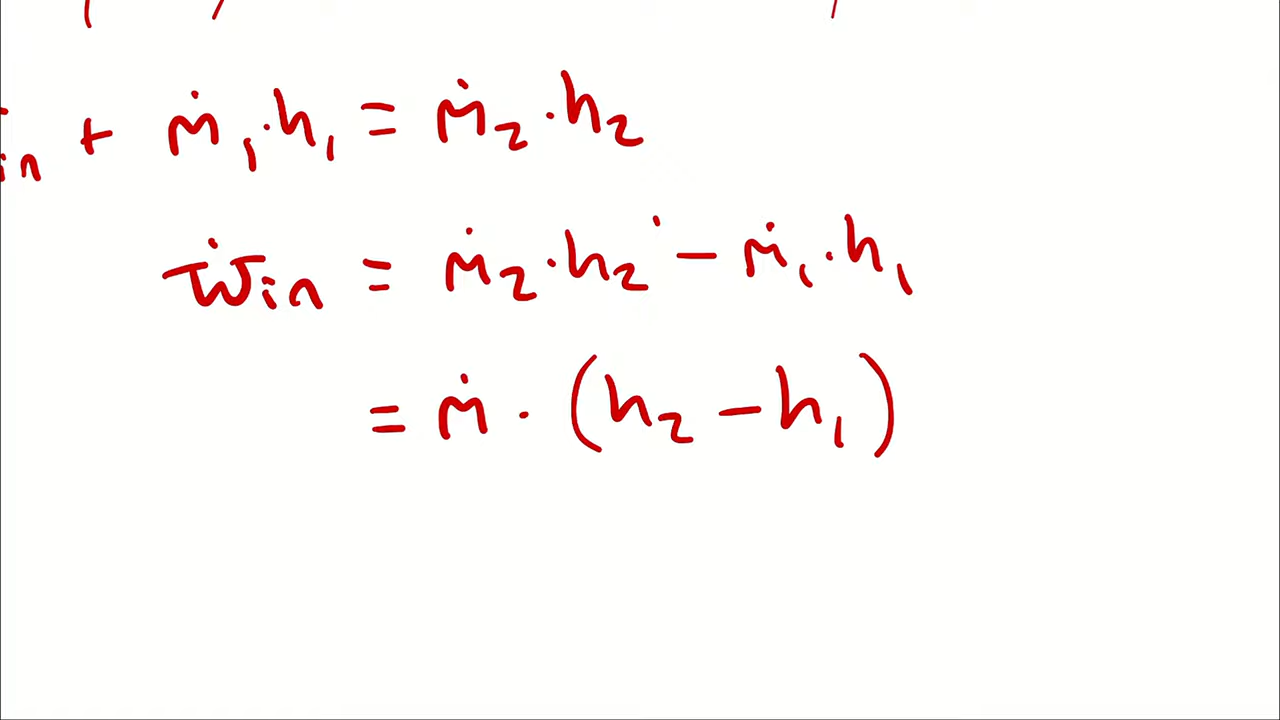 in + ṁ₁·h₁ = ṁ₂·h₂
Ẇin = ṁ₂·h₂ - ṁ₁·h₁
= ṁ·(h₂-h₁)